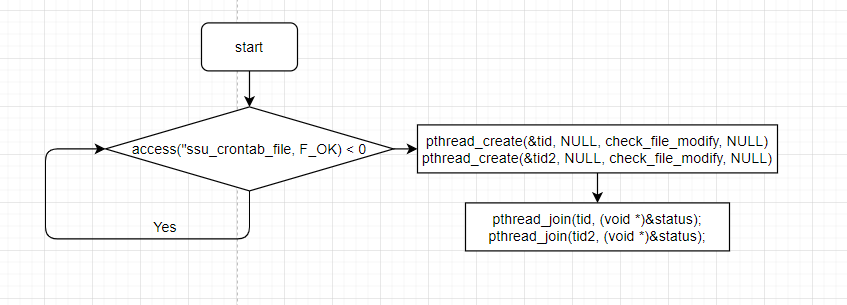 start
access("ssu_crontab_file, F_OK) < 0
Yes
pthread_create(&tid, NULL, check_file_modify, NULL)
pthread_create(&tid2, NULL, check_file_modify, NULL)
pthread_join(tid, (void *)&status);
pthread_join(tid2, (void *)&status);